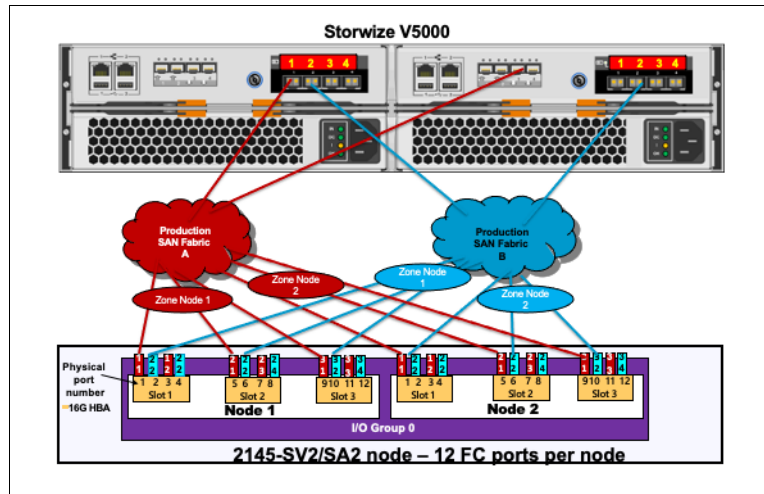 Storwize V5000
1 2 3 4
1 2 3 4
Production
SAN Fabric
A
Production
SAN Fabric
B
Zone Node 1
Zone Node
2
Zone Node
1
Zone Node
2
Physical
port
number
16G HBA
1 2 3 4
Slot 1
5 6 7 8
Slot 2
9 10 11 12
Slot 3
1 2 3 4
Slot 1
5 6 7 8
Slot 2
9 10 11 12
Slot 3
Node 1
Node 2
I/O Group 0
2145-SV2/SA2 node – 12 FC ports per node